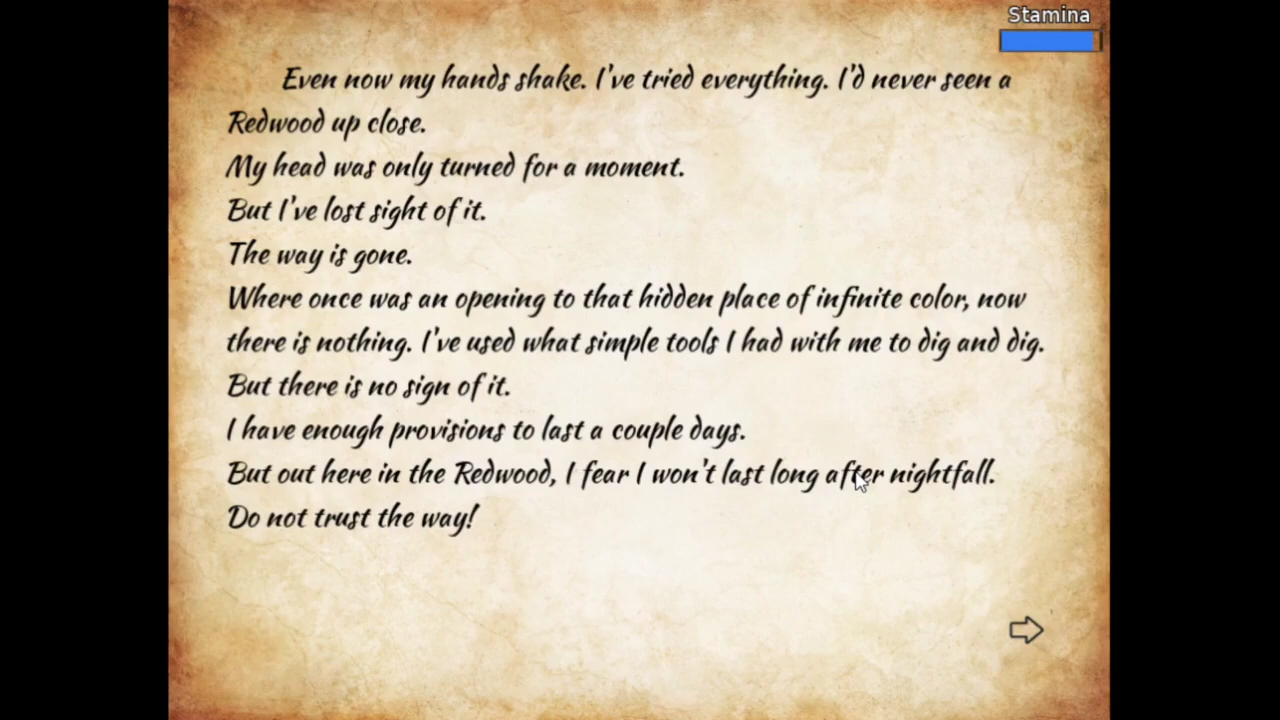 Stamina
Even now my hands shake. I've tried everything. I'd never seen a
Redwood up close.
My head was only turned for a moment.
But I've lost sight of it.
The way is gone.
Where once was an opening to that hidden place of infinite color, now
there is nothing. I've used what simple tools I had with me to dig and dig.
But there is no sign of it.
I have enough provisions to last a couple days.
But out here in the Redwood, I fear I won't last long after nightfall.
Do not trust the way!